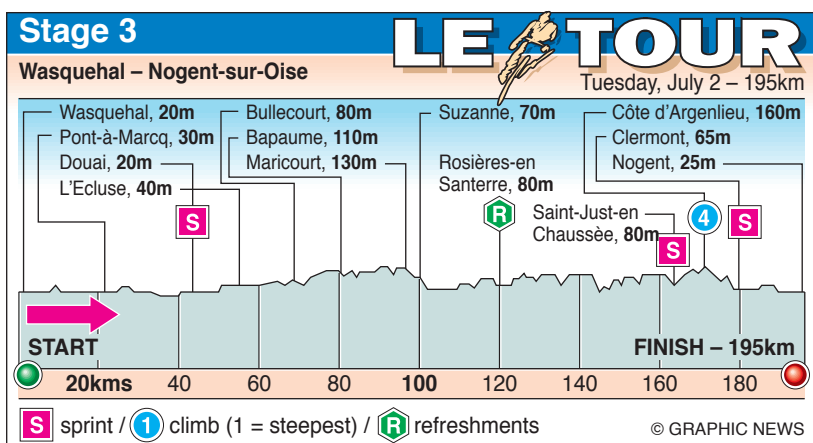 Stage 3
LE TOUR
Wasquehal – Nogent-sur-Oise
Tuesday, July 2 – 195km
Wasquehal, 20m
Pont-à-Marcq, 30m
Douai, 20m
L'Ecluse, 40m
Bullecourt, 80m
Bapaume, 110m
Maricourt, 130m
Suzanne, 70m
Rosières-en
Santerre, 80m
Côte d'Argenlieu, 160m
Clermont, 65m
Nogent, 25m
Saint-Just-en
Chaussèe, 80m
S
R
S
4
S
START
FINISH – 195km
20kms 40 60 80 100 120 140 160 180
S sprint / 1 climb (1 = steepest) / R refreshments
© GRAPHIC NEWS